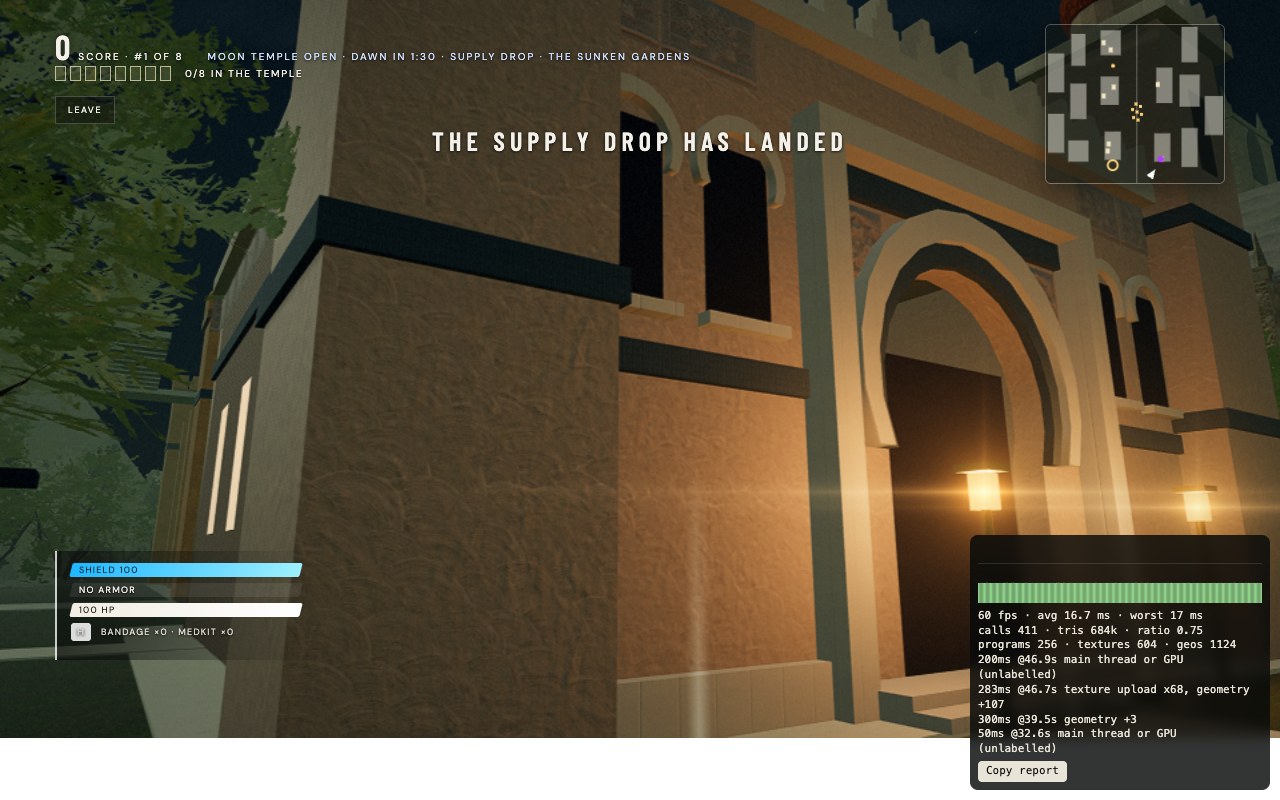 0 SCORE · #1 OF 8 MOON TEMPLE OPEN · DAWN IN 1:30 · SUPPLY DROP · THE SUNKEN GARDENS
0/8 IN THE TEMPLE
LEAVE
THE SUPPLY DROP HAS LANDED
SHIELD 100
NO ARMOR
100 HP
BANDAGE ×0 · MEDKIT ×0
60 fps · avg 16.7 ms · worst 17 ms
calls 411 · tris 684k · ratio 0.75
programs 256 · textures 604 · geos 1124
200ms @46.9s main thread or GPU
(unlabelled)
283ms @46.7s texture upload x68, geometry
+107
300ms @39.5s geometry +3
50ms @32.6s main thread or GPU
(unlabelled)
Copy report